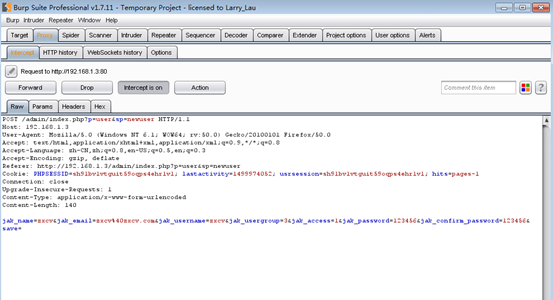 Burp Suite Professional v1.7.11 - Temporary Project - licensed to Larry_Lau
Burp Intruder Repeater Window Help
Target Proxy Spider Scanner Intruder Repeater Sequencer Decoder Comparer Extender Project options User options Alerts
Intercept HTTP history WebSockets history Options
Request to http://192.168.1.3:80
Forward Drop Intercept is on Action Comment this item
Raw Params Headers Hex
POST /admin/index.php?p=user&sp=newuser HTTP/1.1
Host: 192.168.1.3
User-Agent: Mozilla/5.0 (Windows NT 6.1; WOW64; rv:50.0) Gecko/20100101 Firefox/50.0
Accept: text/html,application/xhtml+xml,application/xml;q=0.9,*/*;q=0.8
Accept-Language: zh-CN,zh;q=0.8,en-US;q=0.5,en;q=0.3
Accept-Encoding: gzip, deflate
Referer: http://192.168.1.3/admin/index.php?p=user&sp=newuser
Cookie: PHPSESSID=sh91bvlvtguit59oqps4ehrlv1; lastactivity=1499974052; usrsession=sh91bvlvtguit59oqps4ehrlv1; hits=pages-1
Connection: close
Upgrade-Insecure-Requests: 1
Content-Type: application/x-www-form-urlencoded
Content-Length: 140
jak_name=zxcv&jak_email=zxcv%40zxcv.com&jak_username=zxcv&jak_usergroup=3&jak_access=1&jak_password=123456&jak_confirm_password=123456&
save=